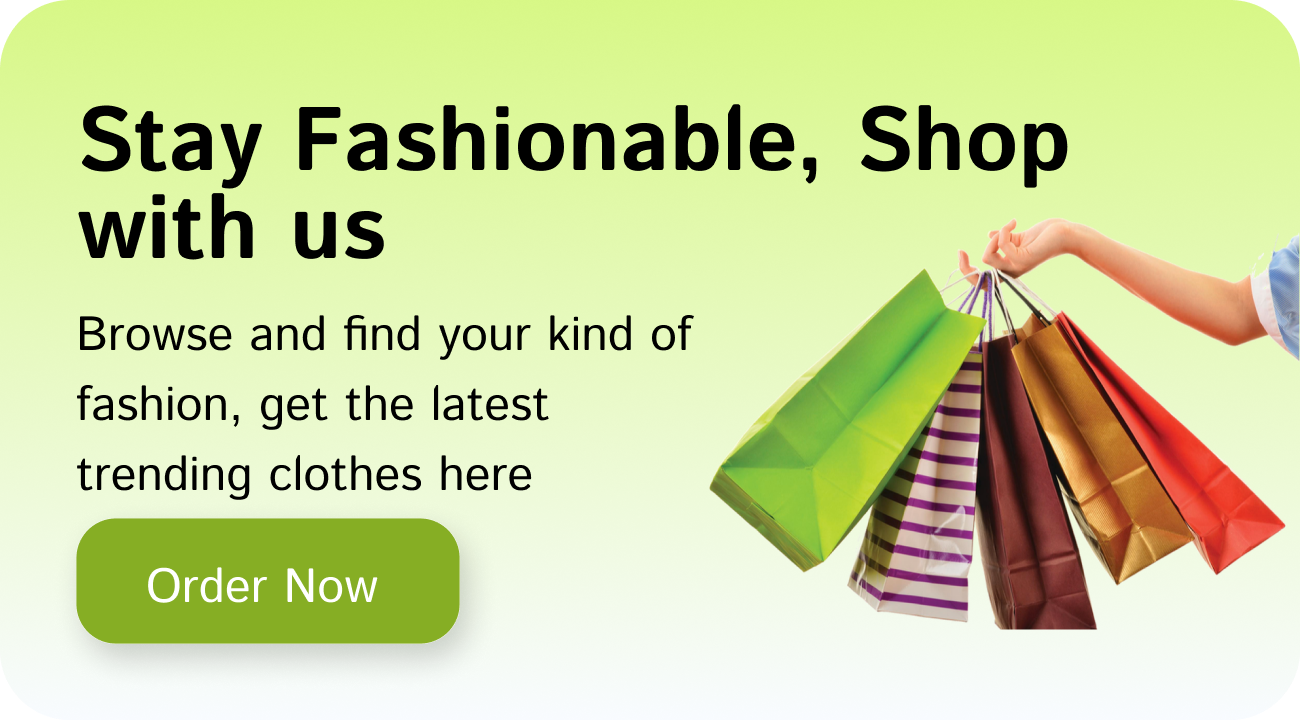 Stay Fashionable, Shop
with us
Browse and find your kind of
fashion, get the latest
trending clothes here
Order Now